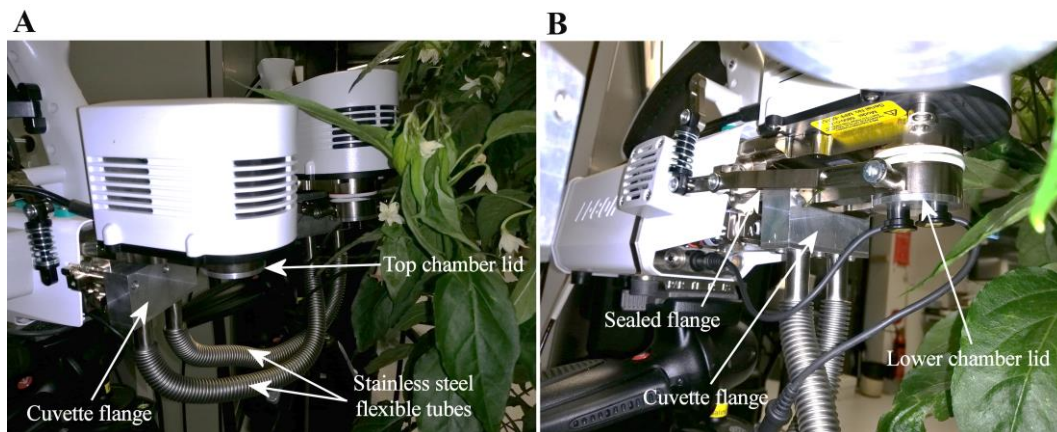 A
B
Top chamber lid
Cuvette flange
Stainless steel
flexible tubes
Sealed flange
Cuvette flange
Lower chamber lid